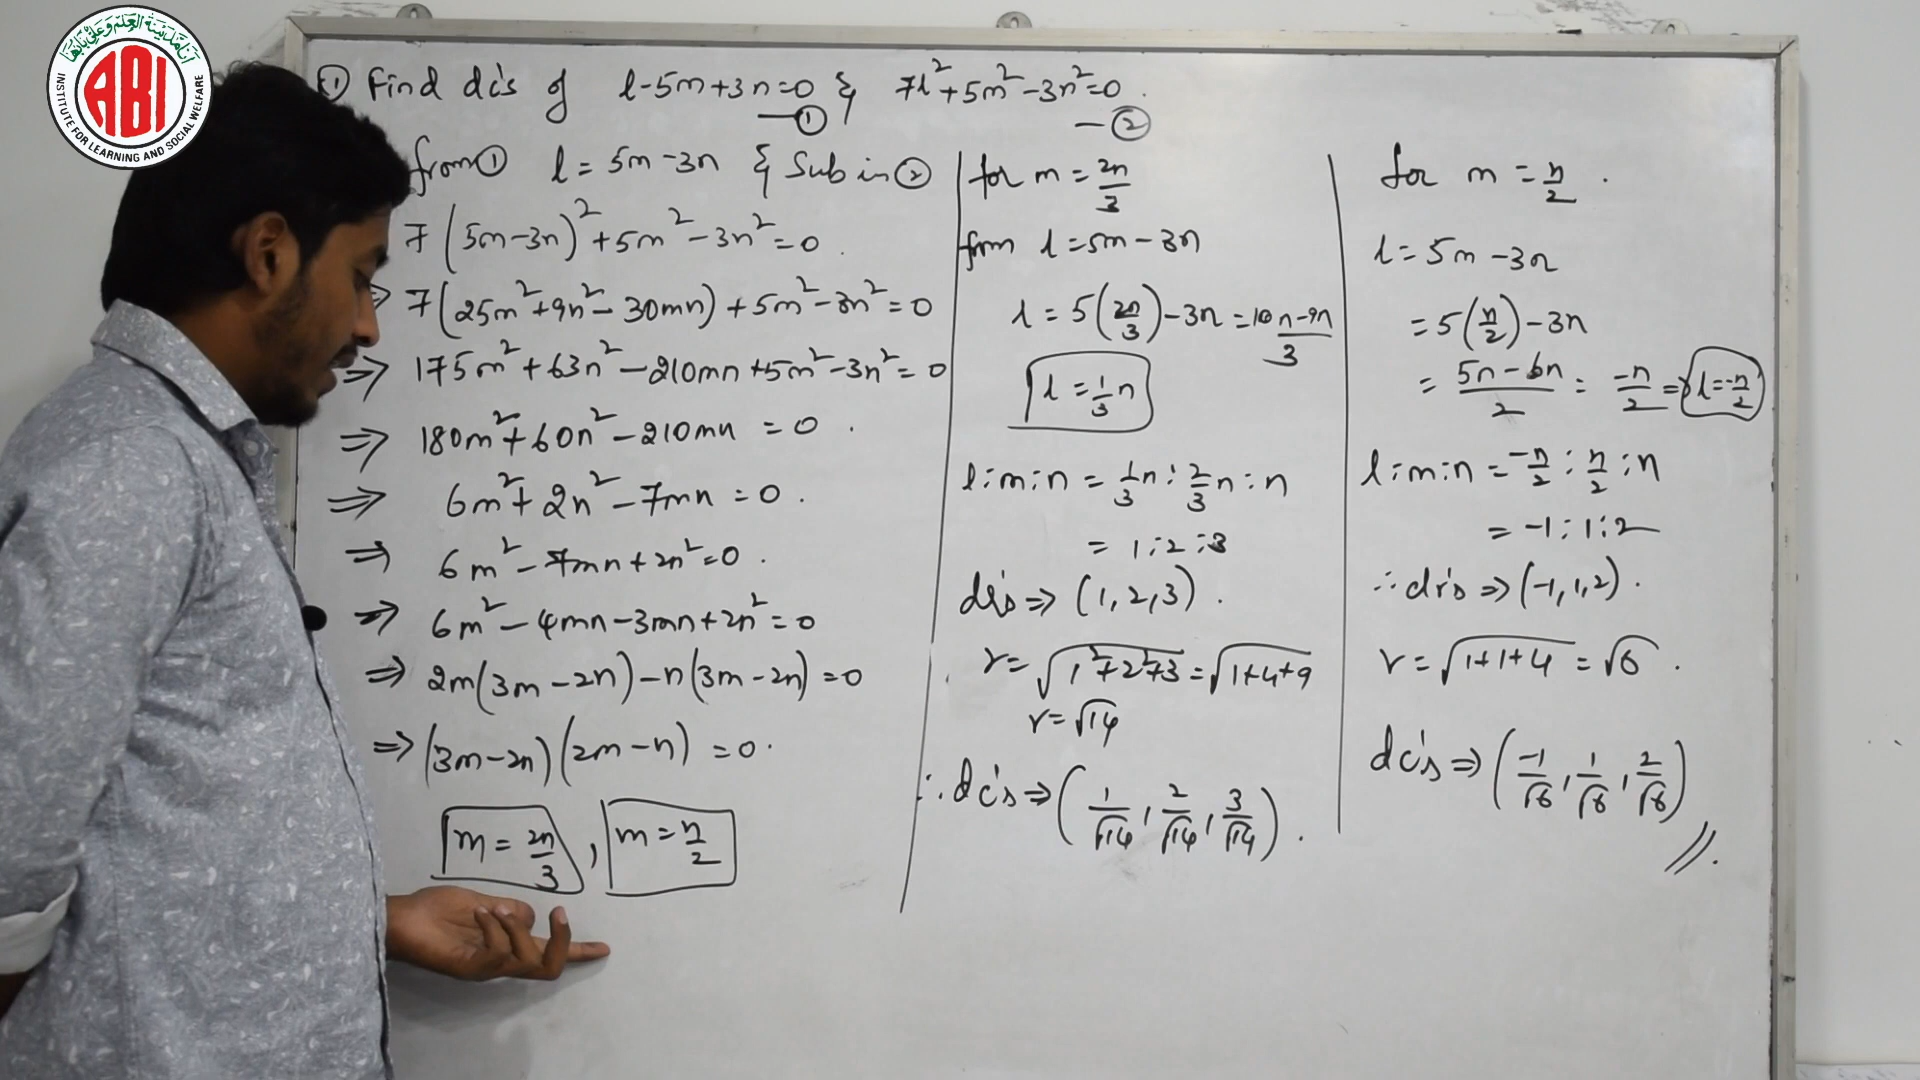 انا مدينة العلم وعلي بابها
ABI
INSTITUTE FOR LEARNING AND SOCIAL WELFARE
① Find dc's of l-5m+3n=0 & 7l²+5m²-3n²=0.
—① —②
from① l = 5m-3n & Sub in ②
7(5m-3n)²+5m²-3n²=0.
⇒ 7(25m²+9n²-30mn)+5m²-3n²=0
⇒ 175m²+63n²-210mn+5m²-3n²=0
⇒ 180m²+60n²-210mn = 0.
⇒ 6m²+2n²-7mn = 0.
⇒ 6m²-7mn+2n²=0.
⇒ 6m²-4mn-3mn+2n²=0
⇒ 2m(3m-2n)-n(3m-2n)=0
⇒ (3m-2n)(2m-n)=0.
m = 2n/3, m = n/2
for m = 2n/3
from l=5m-3n
l = 5(2n/3)-3n = 10n-9n/3
l = 1/3 n
l:m:n = 1/3 n : 2/3 n : n
= 1:2:3
dr's ⇒ (1,2,3).
r = √1²+2²+3 = √1+4+9
r = √14
∴ dc's ⇒ (1/√14, 2/√14, 3/√14).
for m = n/2.
l = 5m-3n
= 5(n/2)-3n
= 5n-6n/2 = -n/2 ⇒ l=-n/2
l:m:n = -n/2 : n/2 : n
= -1:1:2
∴ dr's ⇒ (-1,1,2).
r = √1+1+4 = √6.
dc's ⇒ (-1/√6, 1/√6, 2/√6)
//.